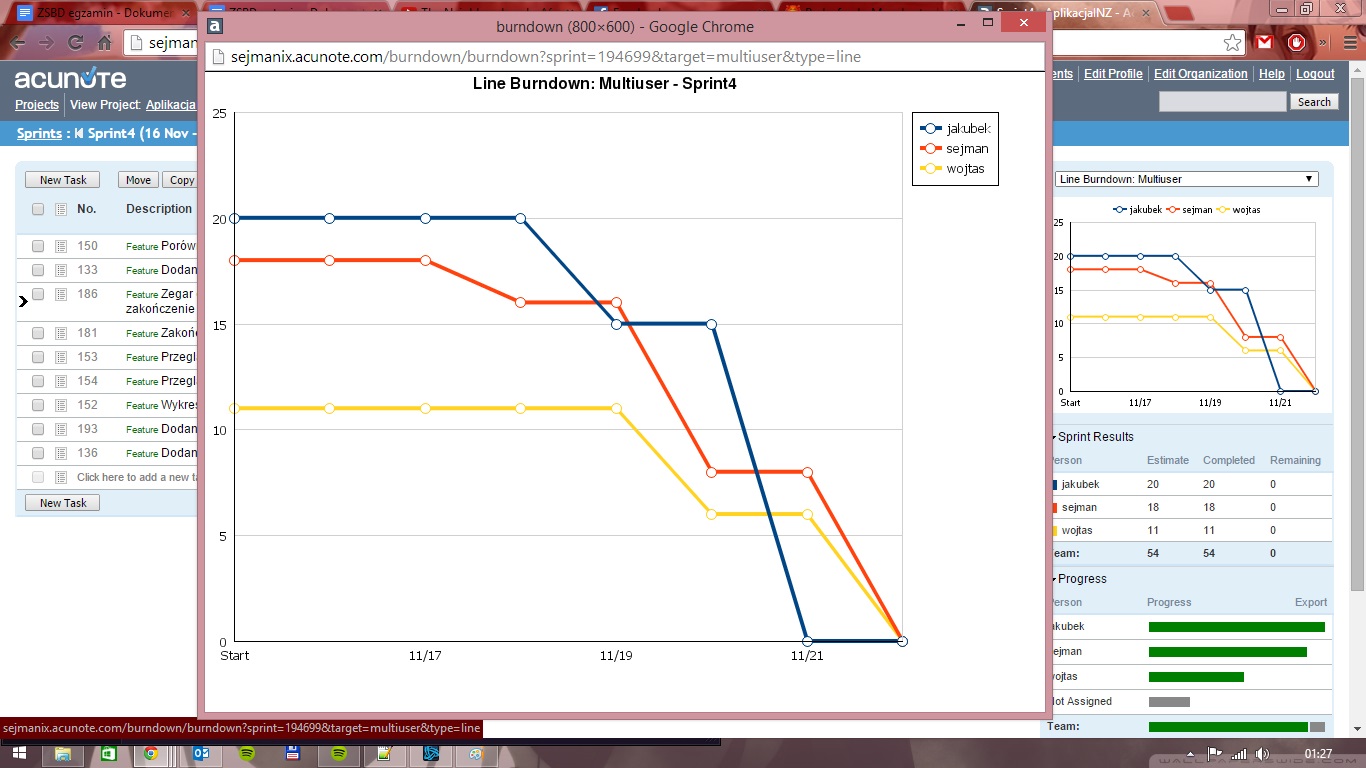 ZSBD egzamin - Dokumen
burndown (800×600) - Google Chrome
sejmanix.acunote.com/burndown/burndown?sprint=194699&target=multiuser&type=line
sejman
acunote
Projects View Project: Aplikacja
Edit Profile Edit Organization Help Logout
Search
Sprints : Sprint4 (16 Nov -
New Task Move Copy
No. Description
150 Feature Porów
133 Feature Dodan
186 Feature Zegar
zakończenie
181 Feature Zakoń
153 Feature Przegl
154 Feature Przegl
152 Feature Wykres
193 Feature Dodan
136 Feature Dodan
Click here to add a new ta
New Task
Line Burndown: Multiuser - Sprint4
25
20
15
10
5
0
Start 11/17 11/19 11/21
jakubek
sejman
wojtas
Line Burndown: Multiuser
jakubek sejman wojtas
25
20
15
10
5
0
Start 11/17 11/19 11/21
Sprint Results
Person Estimate Completed Remaining
jakubek 20 20 0
sejman 18 18 0
wojtas 11 11 0
Team: 54 54 0
Progress
Person Progress Export
jakubek
sejman
wojtas
Not Assigned
Team:
sejmanix.acunote.com/burndown/burndown?sprint=194699&target=multiuser&type=line
01:27